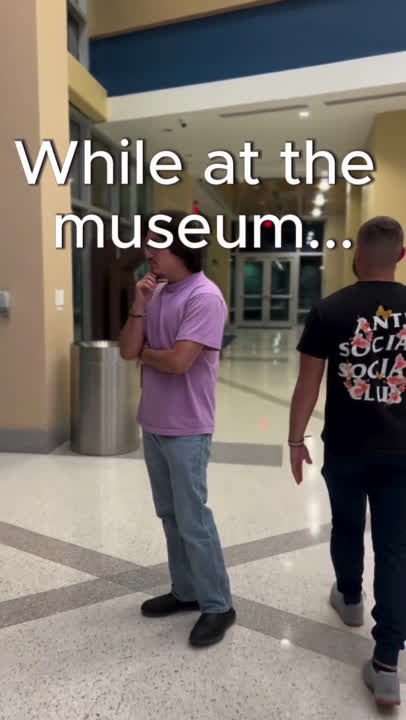 While at the
museum...
ANTI
SOCIAL
SOCIAL
CLUB